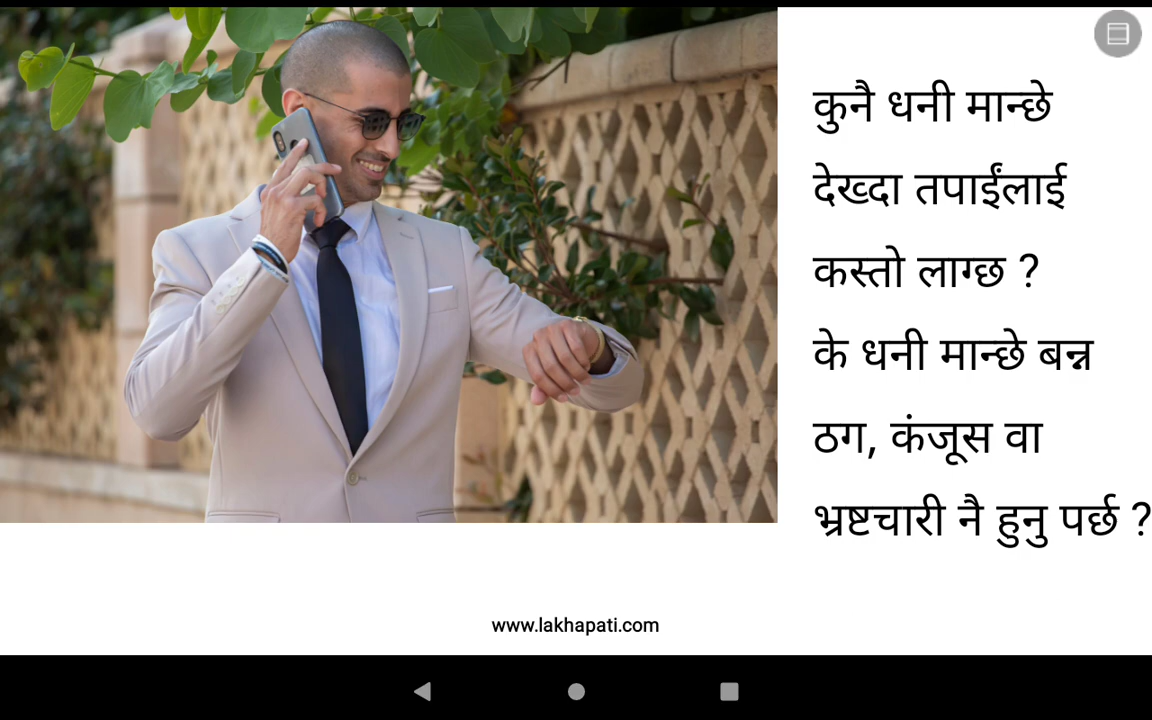 कुनै धनी मान्छे
देख्दा तपाईंलाई
कस्तो लाग्छ ?
के धनी मान्छे बन्न
ठग, कंजूस वा
भ्रष्टचारी नै हुनु पर्छ ?
www.lakhapati.com